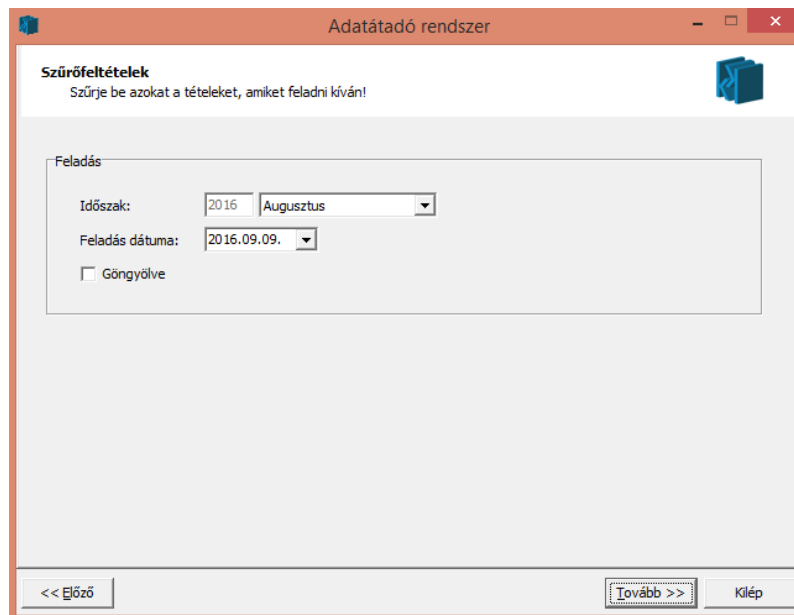 Adatátadó rendszer
Szűrőfeltételek
Szűrje be azokat a tételeket, amiket feladni kíván!
Feladás
Időszak: 2016 Augusztus
Feladás dátuma: 2016.09.09.
Göngyölve
<< Előző Tovább >> Kilép